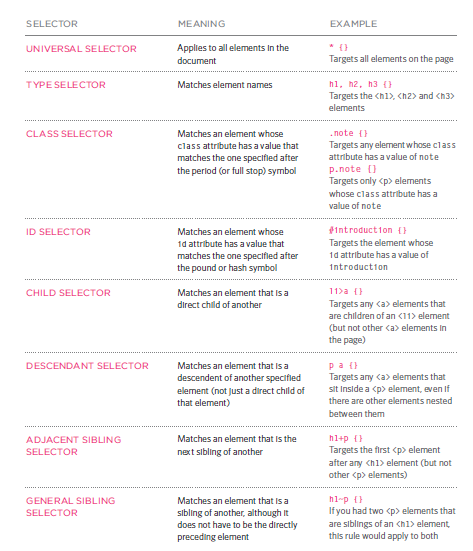 SELECTOR MEANING EXAMPLE
UNIVERSAL SELECTOR
Applies to all elements in the
document
* {}
Targets all elements on the page
TYPE SELECTOR
Matches element names
h1, h2, h3 {}
Targets the <h1>, <h2> and <h3>
elements
CLASS SELECTOR
Matches an element whose
class attribute has a value that
matches the one specified after
the period (or full stop) symbol
.note {}
Targets any element whose class
attribute has a value of note
p.note {}
Targets only <p> elements
whose class attribute has a
value of note
ID SELECTOR
Matches an element whose
id attribute has a value that
matches the one specified after
the pound or hash symbol
#introduction {}
Targets the element whose
id attribute has a value of
introduction
CHILD SELECTOR
Matches an element that is a
direct child of another
li>a {}
Targets any <a> elements that
are children of an <li> element
(but not other <a> elements in
the page)
DESCENDANT SELECTOR
Matches an element that is a
descendent of another specified
element (not just a direct child of
that element)
p a {}
Targets any <a> elements that
sit inside a <p> element, even if
there are other elements nested
between them
ADJACENT SIBLING
SELECTOR
Matches an element that is the
next sibling of another
h1+p {}
Targets the first <p> element
after any <h1> element (but not
other <p> elements)
GENERAL SIBLING
SELECTOR
Matches an element that is a
sibling of another, although it
does not have to be the directly
preceding element
h1~p {}
If you had two <p> elements that
are siblings of an <h1> element,
this rule would apply to both